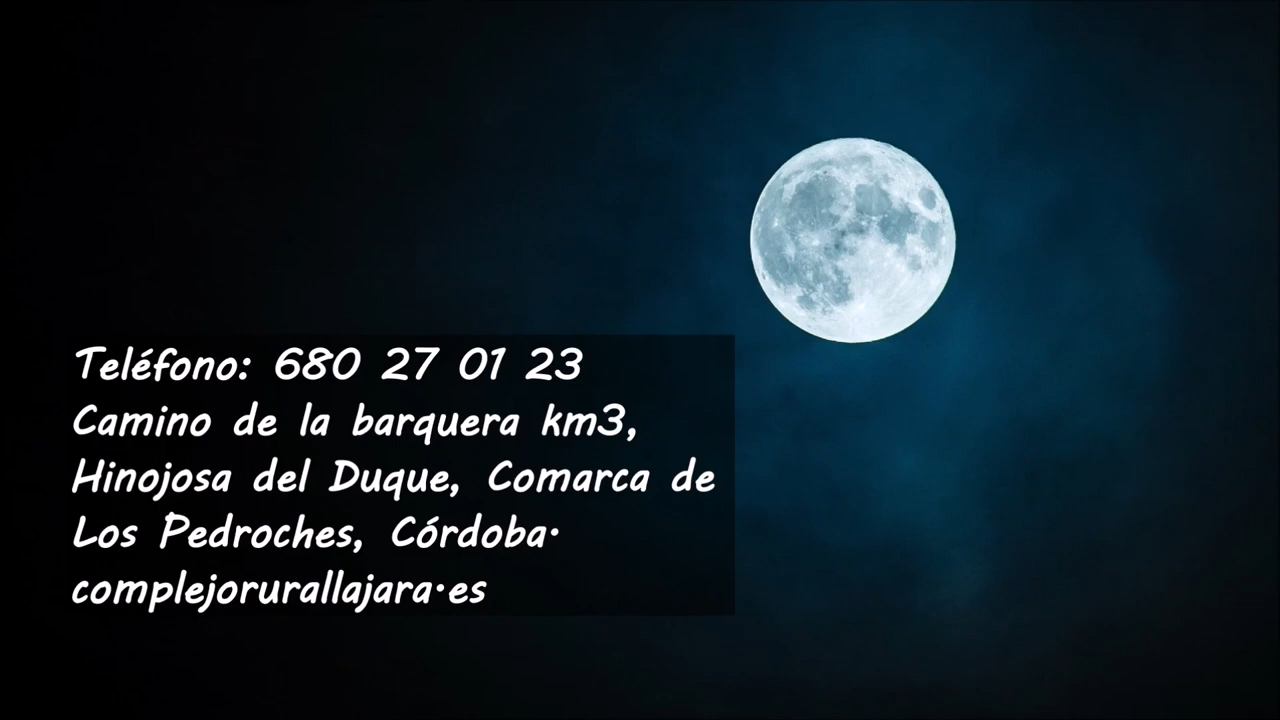 Teléfono: 680 27 01 23
Camino de la barquera km3,
Hinojosa del Duque, Comarca de
Los Pedroches, Córdoba·
complejorurallajara·es